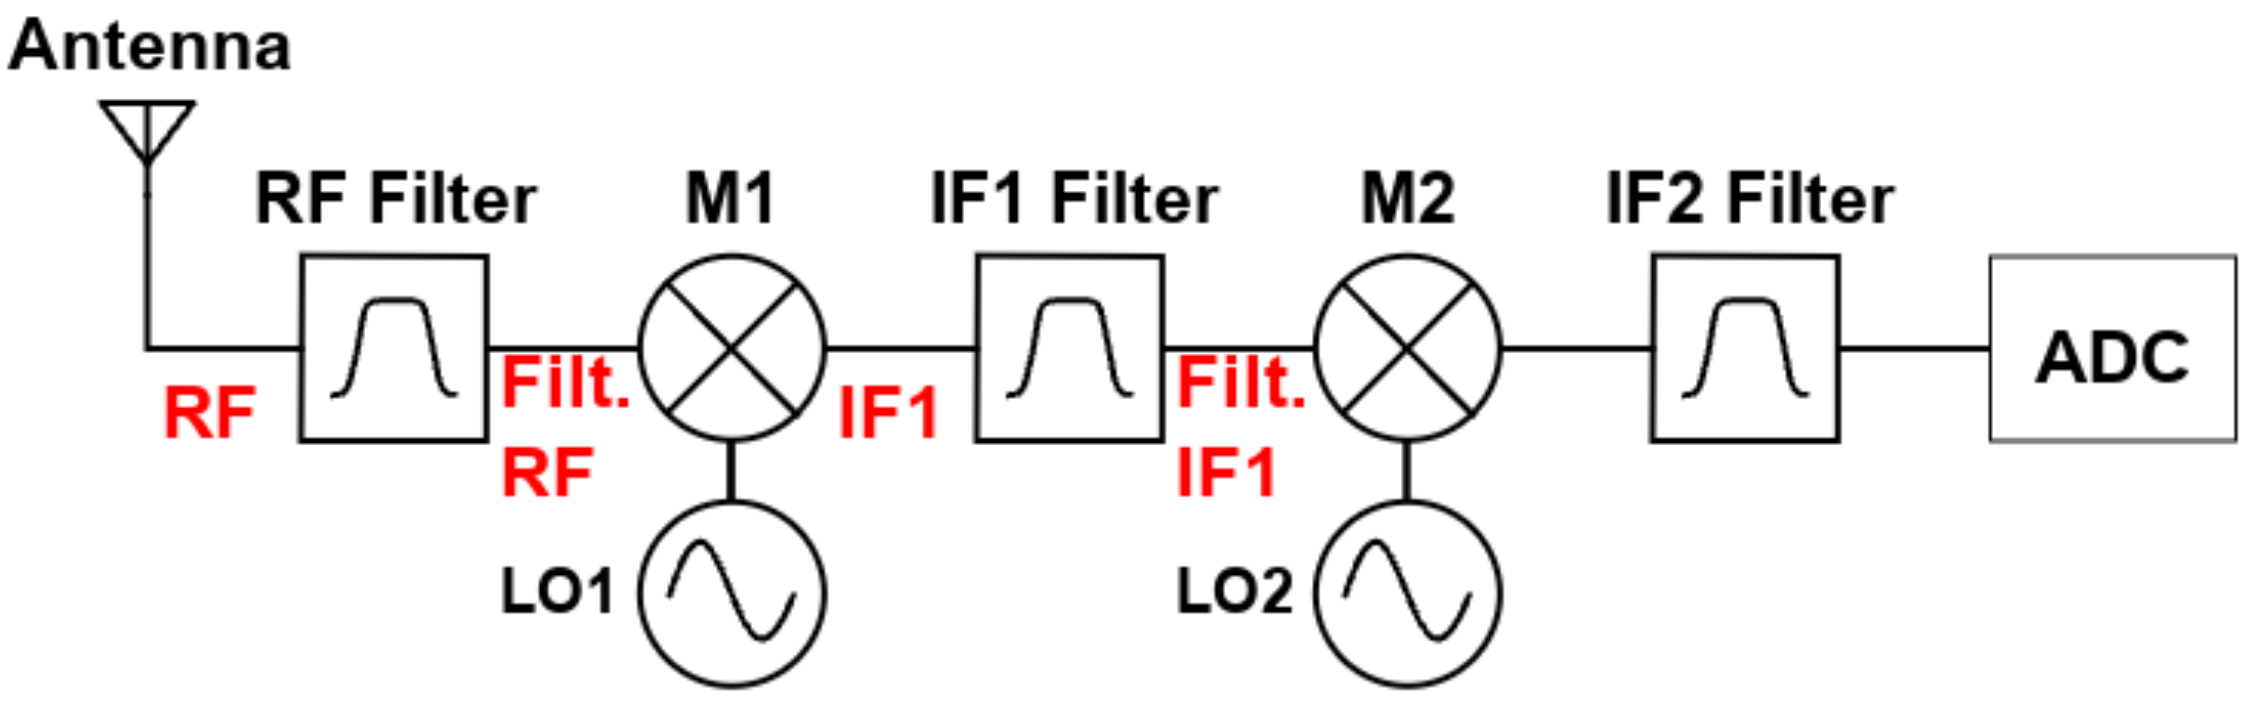 Antenna
RF Filter
M1
IF1 Filter
M2
IF2 Filter
RF
Filt.
RF
IF1
Filt.
IF1
ADC
LO1
LO2